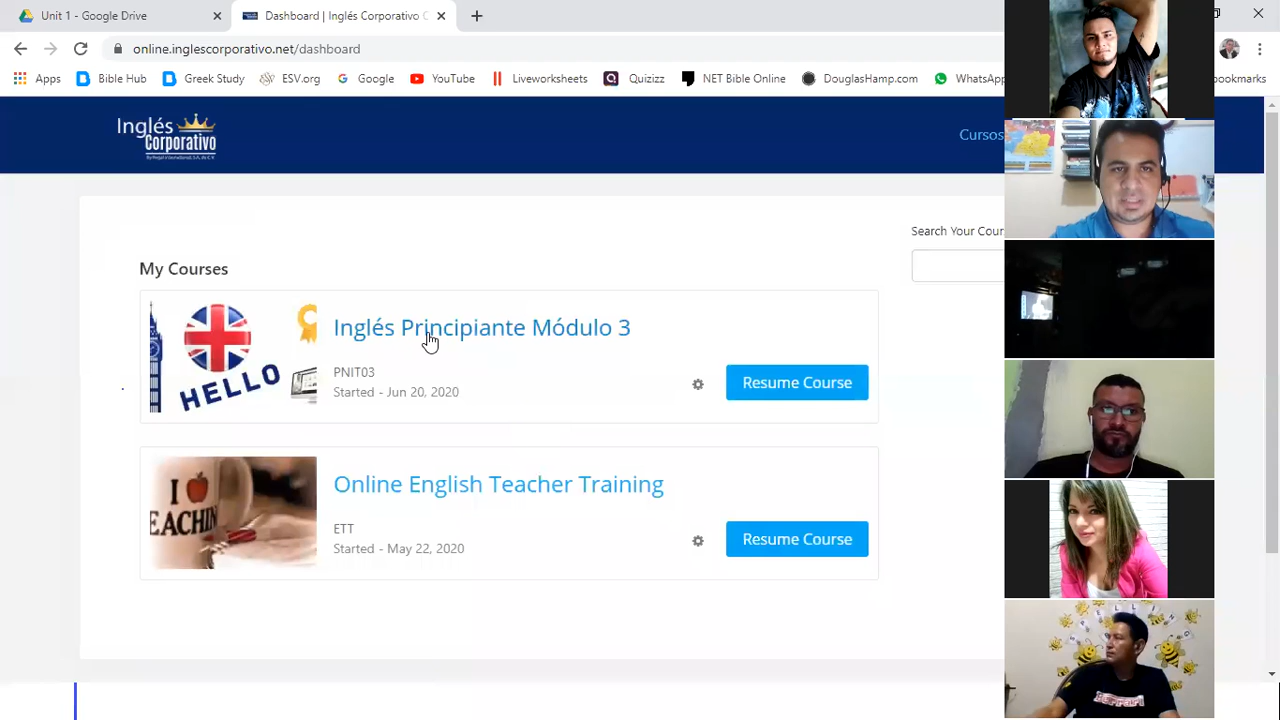 Unit 1 - Google Drive
Dashboard | Inglés Corporativo C
online.inglescorporativo.net/dashboard
Apps
Bible Hub
Greek Study
ESV.org
Google
YouTube
Liveworksheets
Quizizz
NET Bible Online
DouglasHamp.com
WhatsApp
bookmarks
Inglés
Corporativo
Cursos
Search Your Cour
My Courses
HELLO
Inglés Principiante Módulo 3
PNIT03
Started - Jun 20, 2020
Resume Course
I
EACHIN
Online English Teacher Training
ETT
Started - May 22, 2020
Resume Course